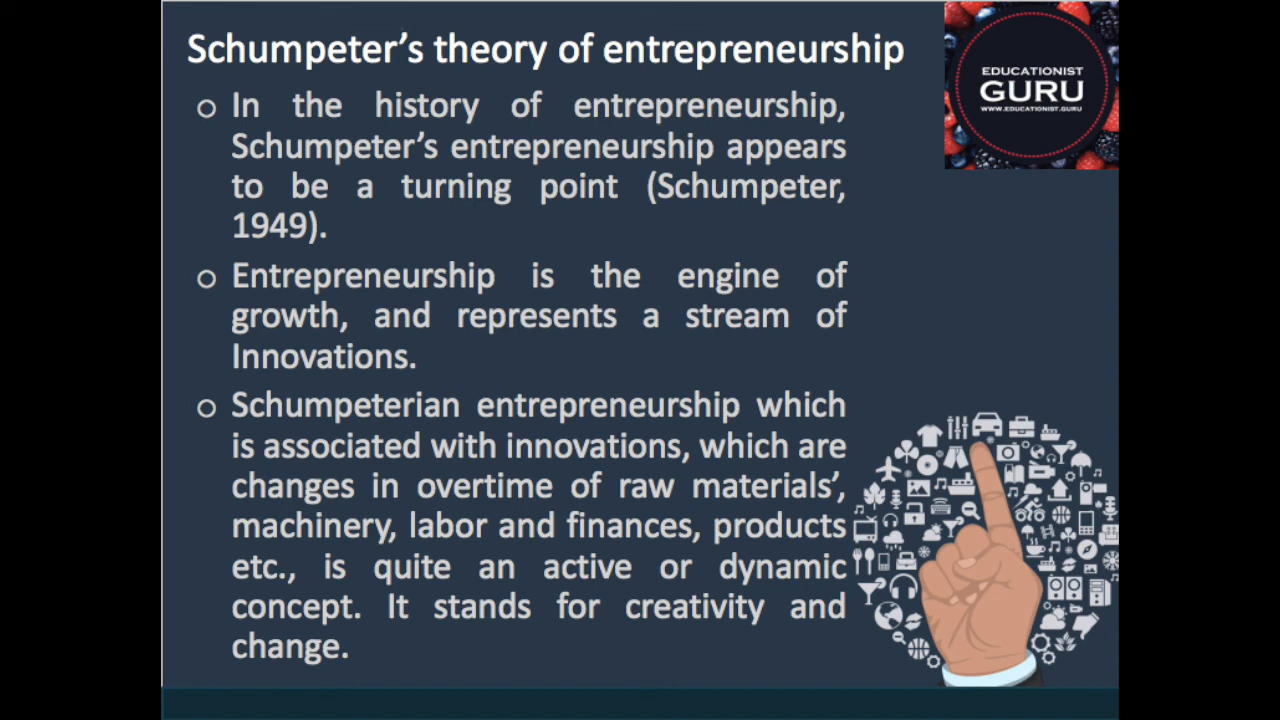 Schumpeter’s theory of entrepreneurship
EDUCATIONIST
GURU
WWW.EDUCATIONIST.GURU
o In the history of entrepreneurship,
Schumpeter’s entrepreneurship appears
to be a turning point (Schumpeter,
1949).
o Entrepreneurship is the engine of
growth, and represents a stream of
Innovations.
o Schumpeterian entrepreneurship which
is associated with innovations, which are
changes in overtime of raw materials’,
machinery, labor and finances, products
etc., is quite an active or dynamic
concept. It stands for creativity and
change.